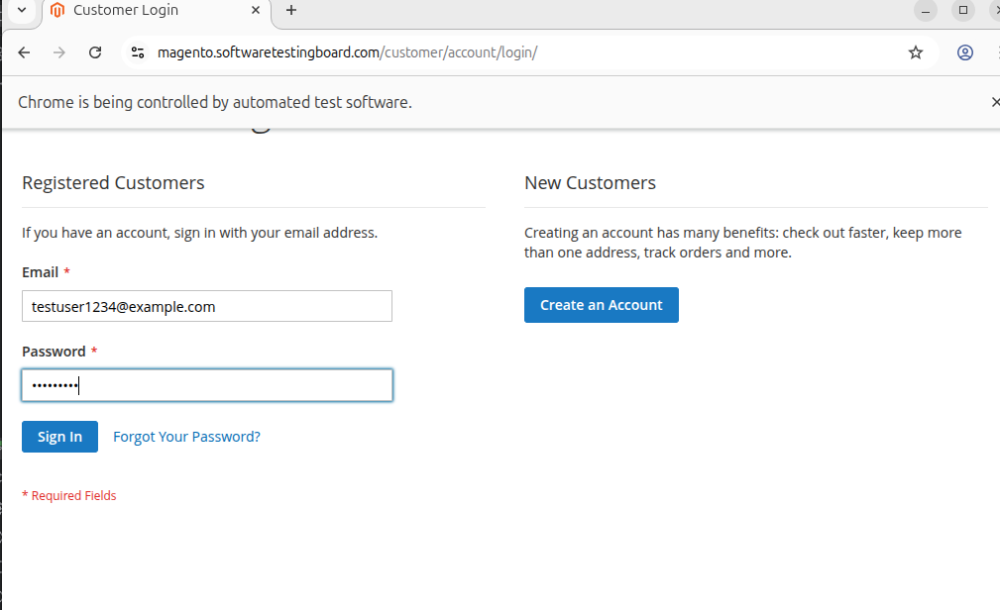 Customer Login
magento.softwaretestingboard.com/customer/account/login/
Chrome is being controlled by automated test software.
Registered Customers
If you have an account, sign in with your email address.
Email *
testuser1234@example.com
Password *
•••••••••
Sign In
Forgot Your Password?
* Required Fields
New Customers
Creating an account has many benefits: check out faster, keep more
than one address, track orders and more.
Create an Account